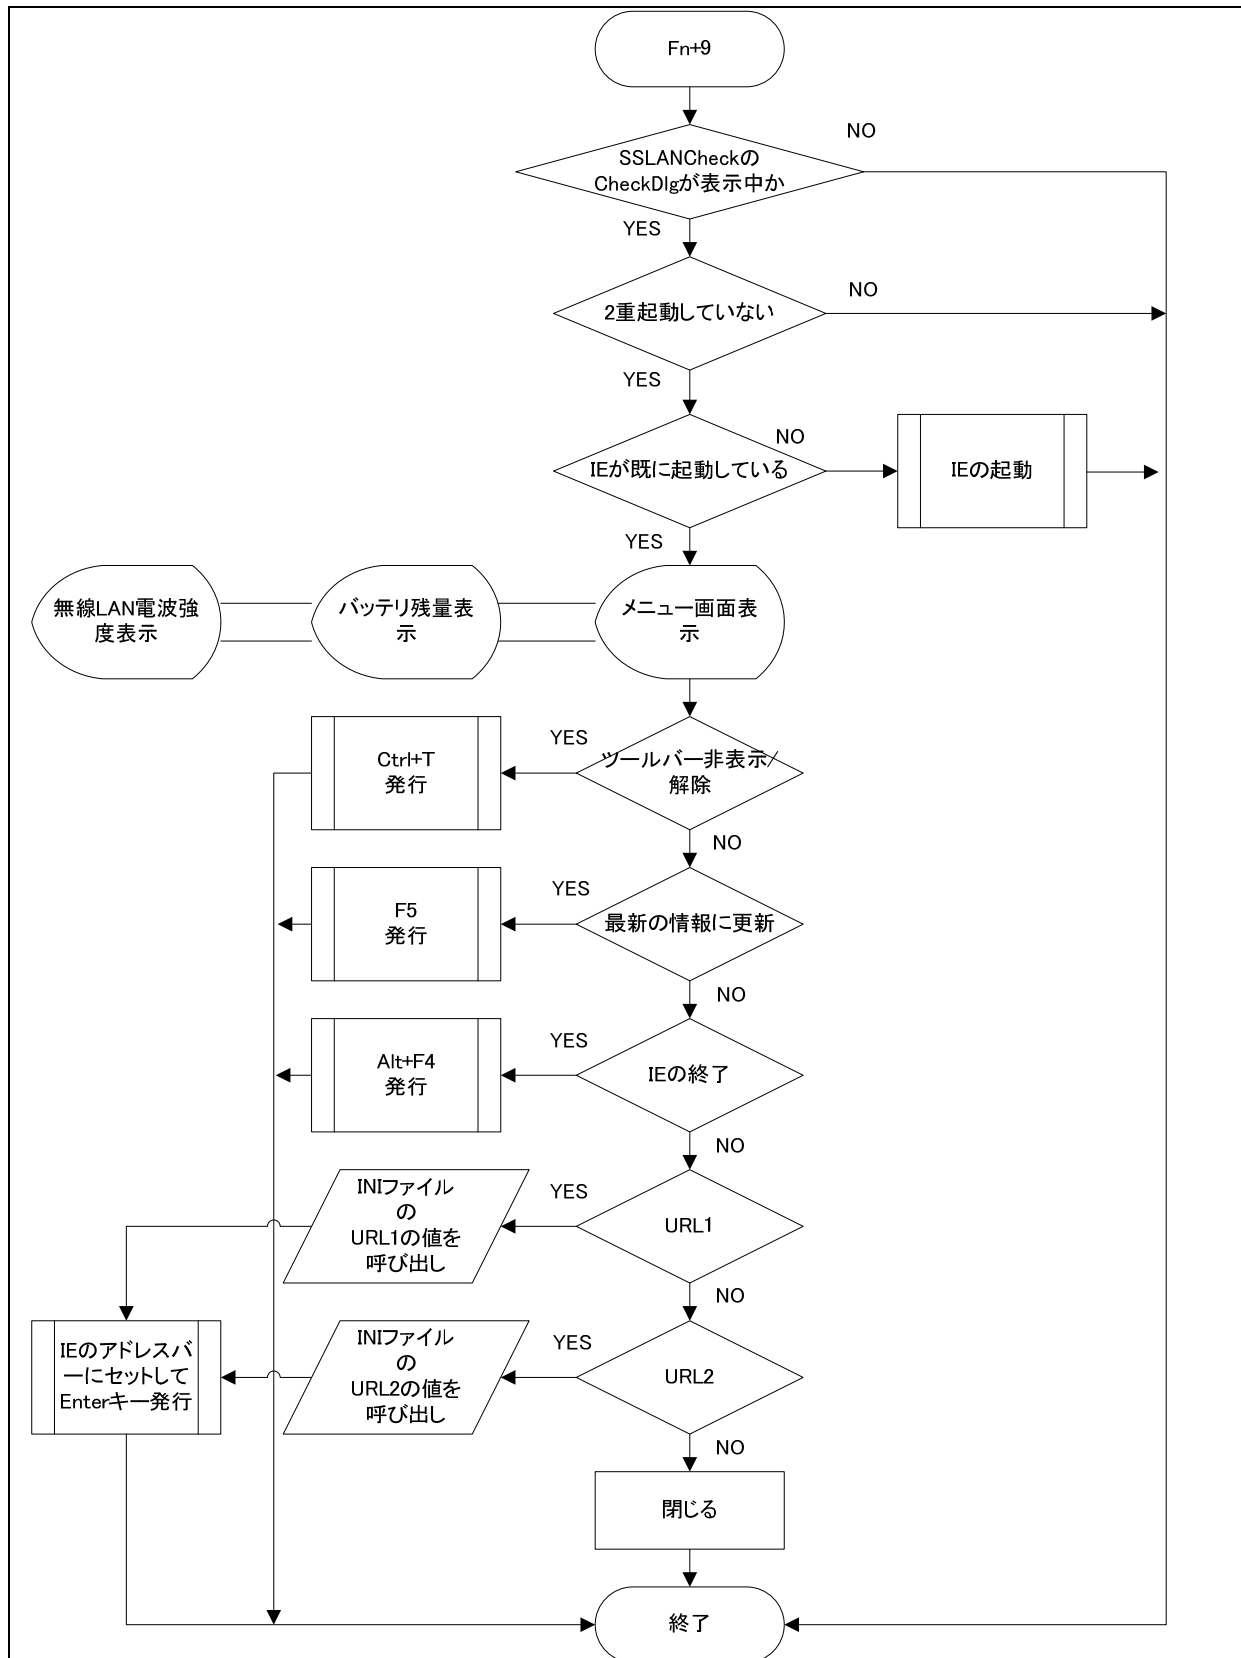 Fn+9
NO
SSLANCheckの
CheckDlgが表示中か
YES
NO
2重起動していない
YES
NO
IEが既に起動している
IEの起動
YES
無線LAN電波強
度表示
バッテリ残量表
示
メニュー画面表
示
YES
Ctrl+T
発行
ツールバー非表示/
解除
NO
YES
F5
発行
最新の情報に更新
NO
YES
Alt+F4
発行
IEの終了
NO
INIファイル
の
URL1の値を
呼び出し
YES
URL1
NO
IEのアドレスバ
ーにセットして
Enterキー発行
INIファイル
の
URL2の値を
呼び出し
YES
URL2
NO
閉じる
終了